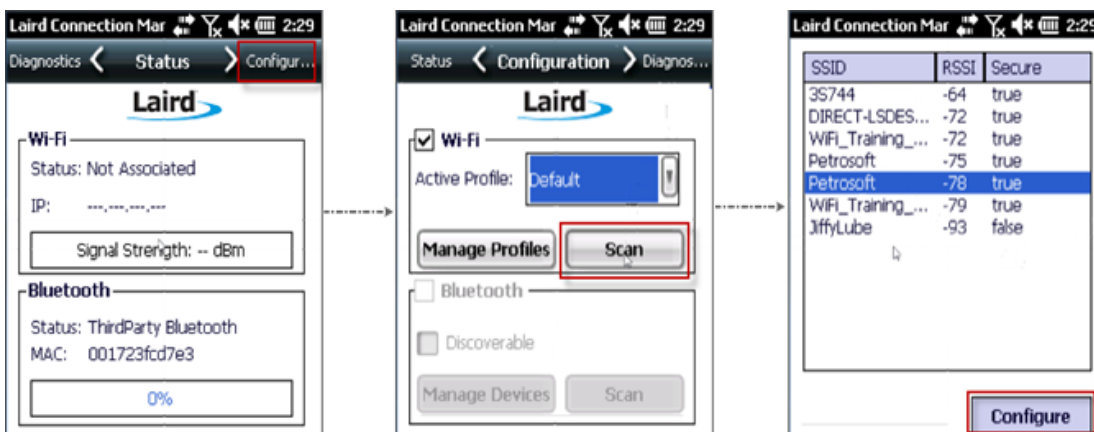 Laird Connection Mar 2:29
Diagnostics Status Configur...
Laird
Wi-Fi
Status: Not Associated
IP: ---.---.---.---
Signal Strength: -- dBm
Bluetooth
Status: ThirdParty Bluetooth
MAC: 001723fcd7e3
0%
Laird Connection Mar 2:29
Status Configuration Diagnos...
Laird
Wi-Fi
Active Profile: Default
Manage Profiles Scan
Bluetooth
Discoverable
Manage Devices Scan
Laird Connection Mar 2:29
SSID RSSI Secure
3S744 -64 true
DIRECT-LSDES... -72 true
WiFi_Training_... -72 true
Petrosoft -75 true
Petrosoft -78 true
WiFi_Training_... -79 true
JiffyLube -93 false
Configure